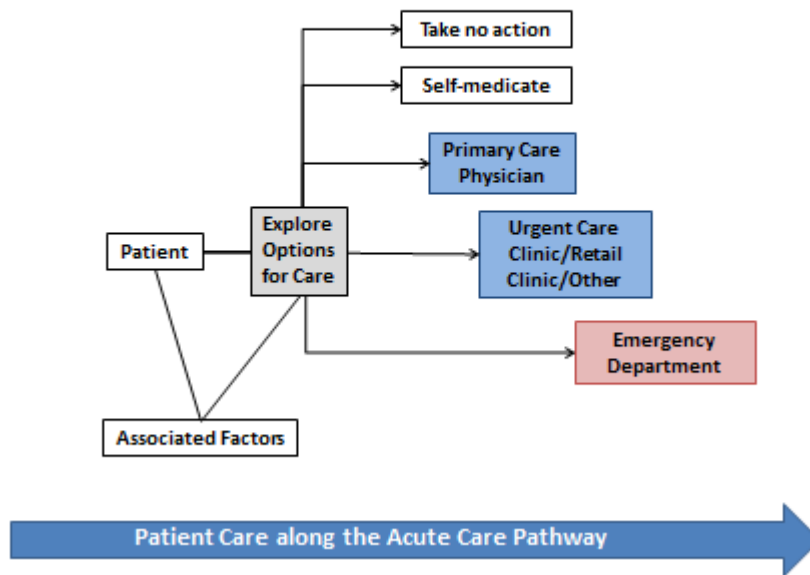 Take no action
Self-medicate
Primary Care
Physician
Explore
Options
for Care
Patient
Urgent Care
Clinic/Retail
Clinic/Other
Emergency
Department
Associated Factors
Patient Care along the Acute Care Pathway